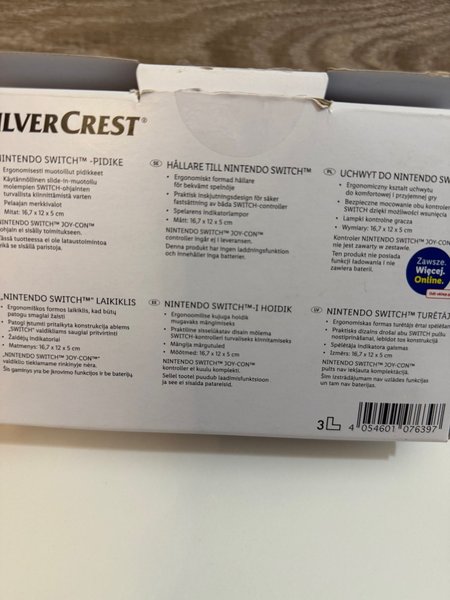 ILVERCREST®
NINTENDO SWITCH™ -PIDIKE
Ergonomisesti muotoillut pidikkeet
Käytännöllinen slide-in-muotoilu
molempien SWITCH-ohjainten
turvallista kiinnittämistä varten
Pelaajan merkkivalot
Mitat: 16,7 x 12 x 5 cm
NINTENDO SWITCH™ JOY-CON™
ohjain ei sisälly toimitukseen.
Tässä tuotteessa ei ole lataustoimintoa
eikä se sisällä paristoja.
SE HÅLLARE TILL NINTENDO SWITCH™
• Ergonomiskt formad hållare
för bekvämt spelnöje
• Praktisk inskjutningsdesign för säker
fastsättning av båda SWITCH-controller
• Spelarens indikatorlampor
• Mått: 16,7 x 12 x 5 cm
NINTENDO SWITCH™ JOY-CON™
controller ingår ej i leveransen.
Denna produkt har ingen laddningsfunktion
och innehåller inga batterier.
PL UCHWYT DO NINTENDO SW
• Ergonomiczny kształt uchwytu
do komfortowej i przyjemnej gry
• Bezpieczne mocowanie obu kontroler
SWITCH dzięki możliwości wsunięcia
• Lampki kontrolne gracza
• Wymiary: 16,7 x 12 x 5 cm
Kontroler NINTENDO SWITCH™ JOY-CO
nie jest zawarty w zestawie.
Ten produkt nie posiada
funkcji ładowania i nie
zawiera baterii.
Zawsze.
Więcej.
Online.
„NINTENDO SWITCH™“ LAIKIKLIS
Ergonomiškos formos laikiklis, kad būtų
patogu smagiai žaisti
Patogi įstumti pritaikyta konstrukcija abiems
„SWITCH“ valdikliams saugiai pritvirtinti
Žaidėjų indikatoriai
Matmenys: 16,7 x 12 x 5 cm
„NINTENDO SWITCH™ JOY-CON™“
valdiklio tiekiamame rinkinyje nėra.
Šis gaminys yra be įkrovimo funkcijos ir be baterijų.
EE NINTENDO SWITCH™-I HOIDIK
• Ergonoomilise kujuga hoidik
mugavaks mängimiseks
• Praktiline sisselükatav disain mõlema
SWITCH-kontrolleri turvaliseks kinnitamiseks
• Mängija märgutuled
• Mõõtmed: 16,7 x 12 x 5 cm
NINTENDO SWITCH™ JOY-CON™
controller ei kuulu komplekti.
Sellel tootel puudub laadimisfunktsioon
ja see ei sisalda patareisid.
LV NINTENDO SWITCH™ TURĒTĀJ
• Ergonomiskas formas turētājs ērtai spēlēšan
• Praktisks dizains drošai abu SWITCH pulšu
nostiprināšanai, iebīdot tos konstrukcijā
• Spēlētāja indikatora gaismas
• Izmērs: 16,7 x 12 x 5 cm
NINTENDO SWITCH™ JOY-CON™
pults nav iekļauta komplektācijā.
Šim izstrādājumam nav uzlādes funkcijas
un tam nav baterijas.
3
4 054601 076397